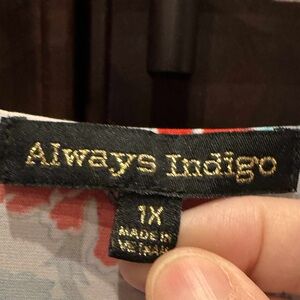 Always Indigo
1X
MADE IN
VIETNAM